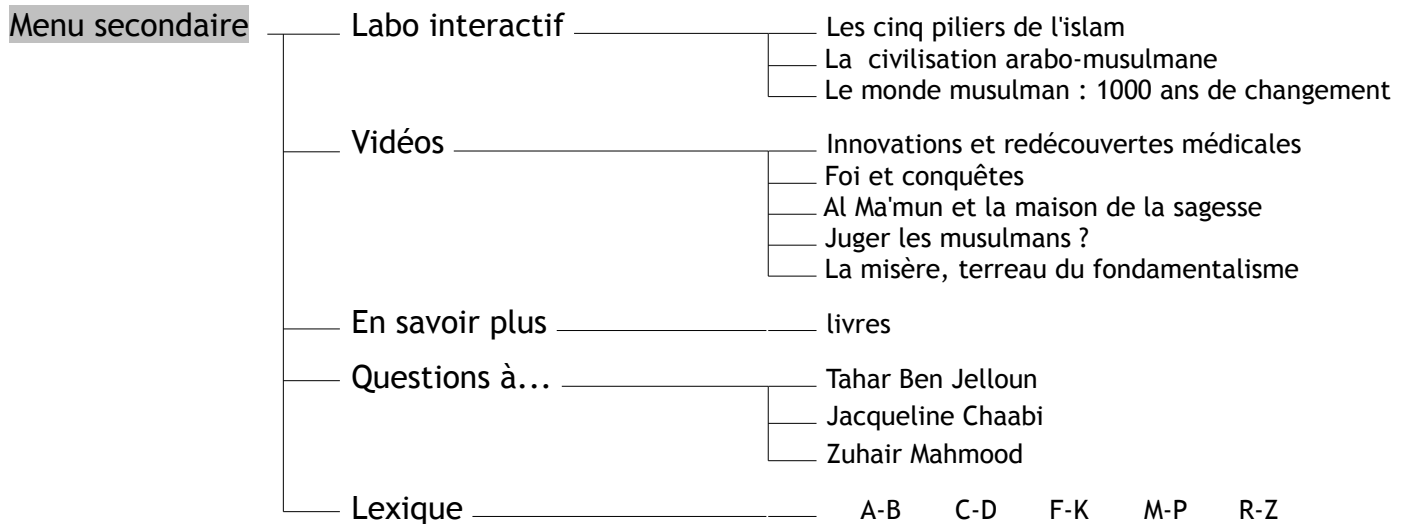 Menu secondaire Labo interactif Les cinq piliers de l'islam
La civilisation arabo-musulmane
Le monde musulman : 1000 ans de changement
Vidéos Innovations et redécouvertes médicales
Foi et conquêtes
Al Ma'mun et la maison de la sagesse
Juger les musulmans ?
La misère, terreau du fondamentalisme
En savoir plus livres
Questions à... Tahar Ben Jelloun
Jacqueline Chaabi
Zuhair Mahmood
Lexique A-B C-D F-K M-P R-Z